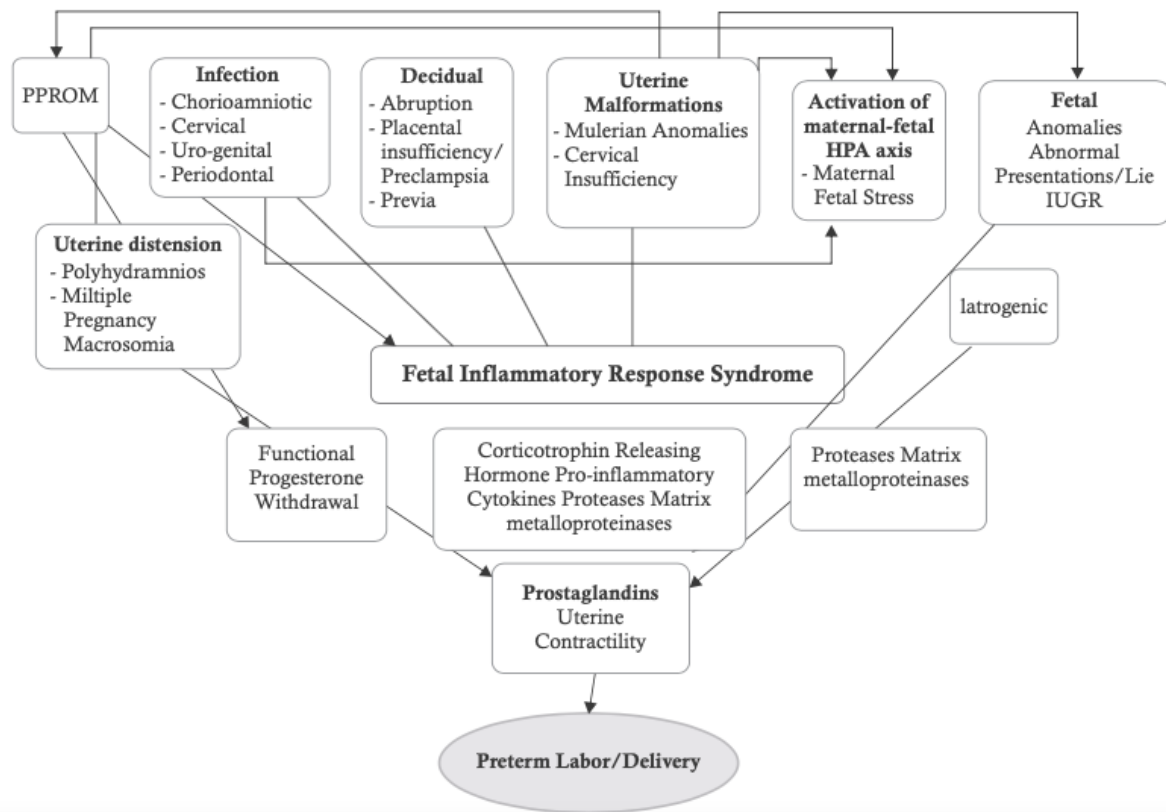 PPROM
Infection
- Chorioamniotic
- Cervical
- Uro-genital
- Periodontal
Decidual
- Abruption
- Placental
insufficiency/
Preclampsia
- Previa
Uterine
Malformations
- Mulerian Anomalies
- Cervical
Insufficiency
Activation of
maternal-fetal
HPA axis
- Maternal
Fetal Stress
Fetal
Anomalies
Abnormal
Presentations/Lie
IUGR
Uterine distension
- Polyhydramnios
- Miltiple
Pregnancy
Macrosomia
Iatrogenic
Fetal Inflammatory Response Syndrome
Functional
Progesterone
Withdrawal
Corticotrophin Releasing
Hormone Pro-inflammatory
Cytokines Proteases Matrix
metalloproteinases
Proteases Matrix
metalloproteinases
Prostaglandins
Uterine
Contractility
Preterm Labor/Delivery